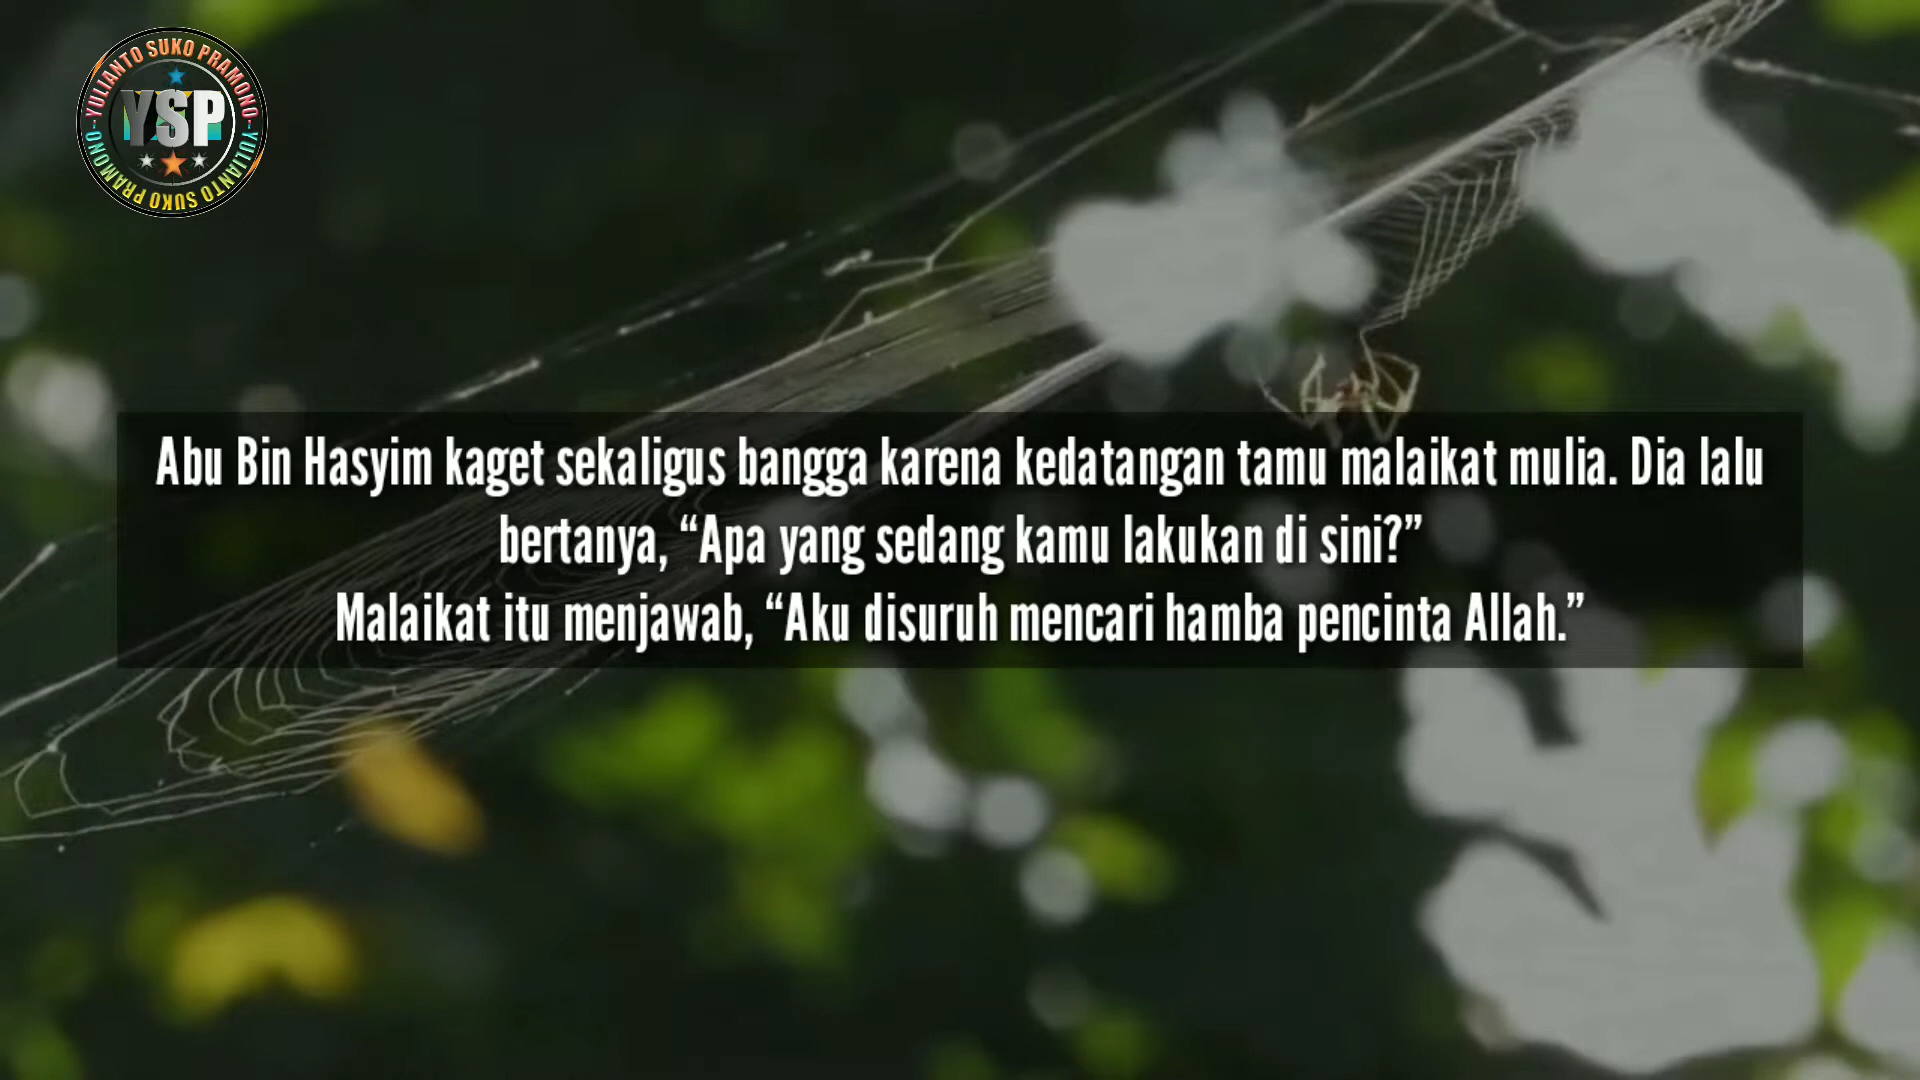 YULIANTO SUKO PRAMONO
YSP
YULIANTO SUKO PRAMONO
Abu Bin Hasyim kaget sekaligus bangga karena kedatangan tamu malaikat mulia. Dia lalu
bertanya, “Apa yang sedang kamu lakukan di sini?”
Malaikat itu menjawab, “Aku disuruh mencari hamba pencinta Allah.”